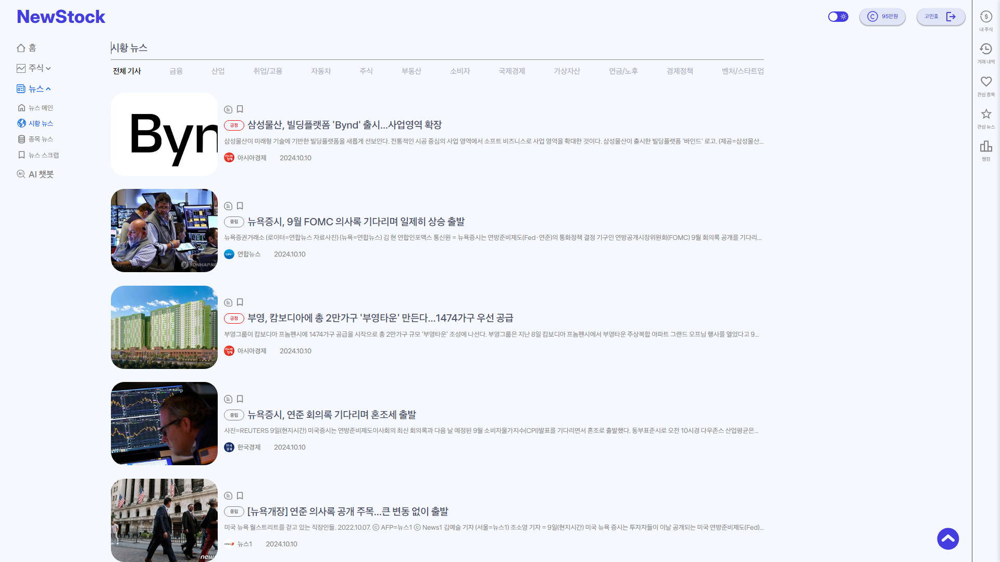 NewStock
95만원
고민호
내 주식
거래 내역
관심 종목
관심 뉴스
랭킹
홈
주식
뉴스
뉴스 메인
시황 뉴스
종목 뉴스
뉴스 스크랩
AI 챗봇
시황 뉴스
전체 기사 금융 산업 취업/고용 자동차 주식 부동산 소비자 국제경제 가상자산 연금/노후 경제정책 벤처/스타트업
Byn
긍정 삼성물산, 빌딩플랫폼 'Bynd' 출시...사업영역 확장
삼성물산이 미래형 기술에 기반한 빌딩플랫폼을 새롭게 선보인다. 전통적인 시공 중심의 사업 영역에서 소프트 비즈니스로 사업 영역을 확대한 것이다. 삼성물산이 출시한 빌딩플랫폼 '바인드' 로고. (제공=삼성물산...
아시아경제 2024.10.10
YONHAP NE
중립 뉴욕증시, 9월 FOMC 의사록 기다리며 일제히 상승 출발
뉴욕증권거래소 (로이터=연합뉴스 자료사진) (뉴욕=연합뉴스) 김 현 연합인포맥스 통신원 = 뉴욕증시는 연방준비제도(Fed·연준)의 통화정책 결정 기구인 연방공개시장위원회(FOMC) 9월 회의록 공개를 기다리...
연합뉴스 2024.10.10
긍정 부영, 캄보디아에 총 2만가구 '부영타운' 만든다...1474가구 우선 공급
부영그룹이 캄보디아 프놈펜시에 1474가구 공급을 시작으로 총 2만가구 규모 '부영타운' 조성에 나선다. 부영그룹은 지난 8일 캄보디아 프놈펜시에서 부영타운 주상복합 아파트 그랜드 오프닝 행사를 열었다고 9...
아시아경제 2024.10.10
중립 뉴욕증시, 연준 회의록 기다리며 혼조세 출발
사진=REUTERS 9일(현지시간) 미국증시는 연방준비제도이사회의 최신 회의록과 다음 날 예정된 9월 소비자물가지수(CPI)발표를 기다리면서 혼조로 출발했다. 동부표준시로 오전 10시경 다우존스 산업평균은...
한국경제 2024.10.10
new
중립 [뉴욕개장] 연준 의사록 공개 주목...큰 변동 없이 출발
미국 뉴욕 월스트리트를 걷고 있는 직장인들. 2022.10.07. ⓒ AFP=뉴스1 ⓒ News1 김예슬 기자 (서울=뉴스1) 조소영 기자 = 9일(현지시간) 미국 뉴욕 증시는 투자자들이 이날 공개되는 미국 연방준비제도(Fed)...
뉴스1 2024.10.10